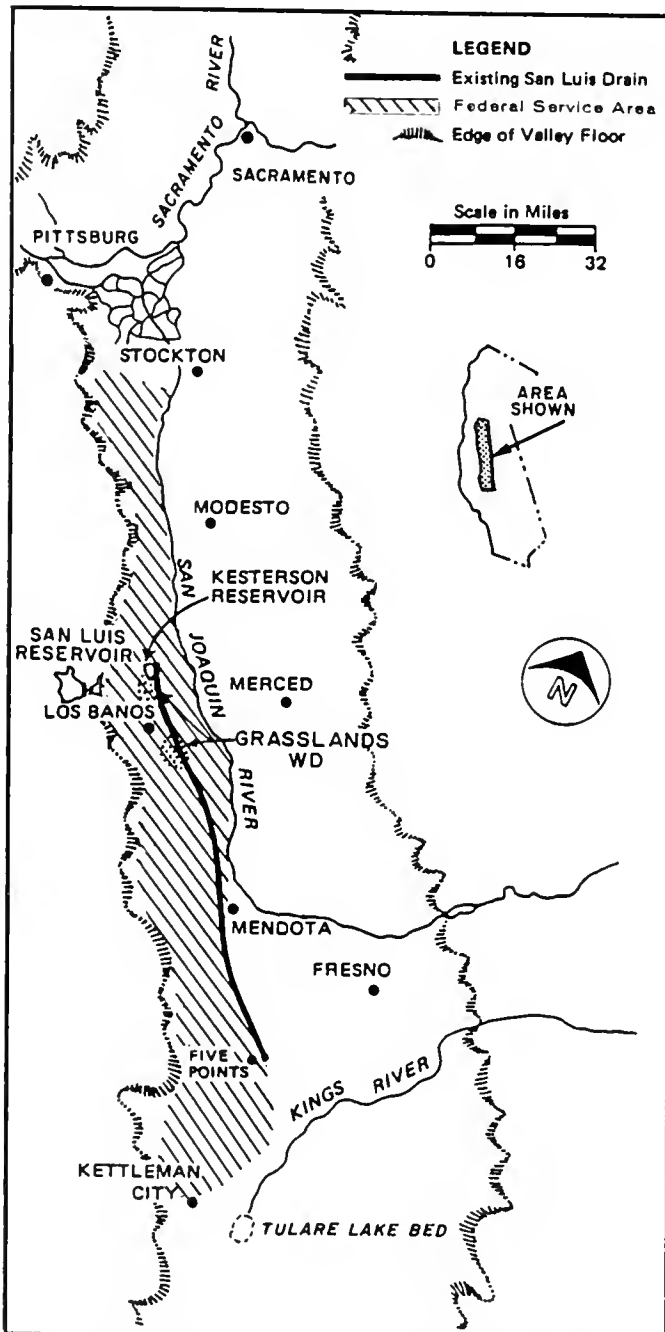 LEGEND
Existing San Luis Drain
Federal Service Area
Edge of Valley Floor
SACRAMENTO RIVER
SACRAMENTO
Scale in Miles
0 16 32
PITTSBURG
STOCKTON
AREA
SHOWN
MODESTO
SAN JOAQUIN RIVER
KESTERSON
RESERVOIR
SAN LUIS
RESERVOIR
MERCED
N
LOS BANOS
GRASSLANDS
WD
MENDOTA
FRESNO
FIVE
POINTS
KINGS RIVER
KETTLEMAN
CITY
TULARE LAKE BED